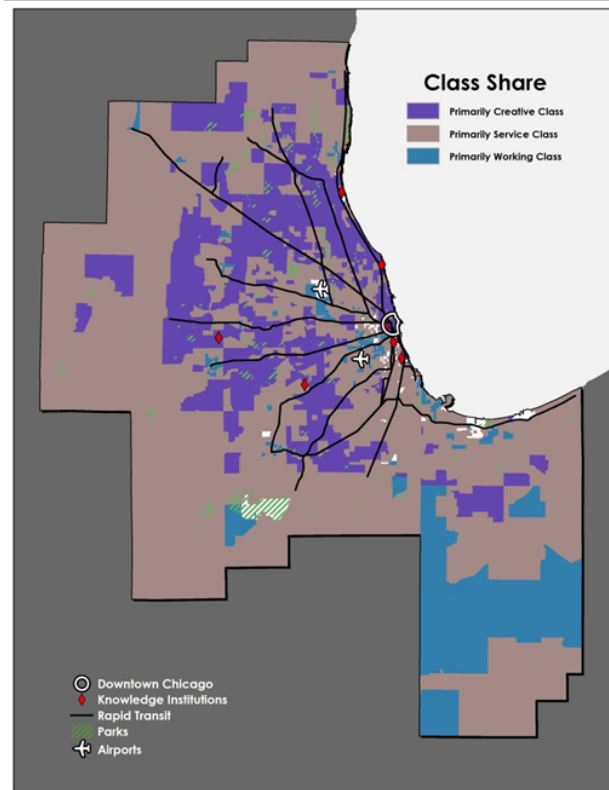 Class Share
Primarily Creative Class
Primarily Service Class
Primarily Working Class
Downtown Chicago
Knowledge Institutions
Rapid Transit
Parks
Airports